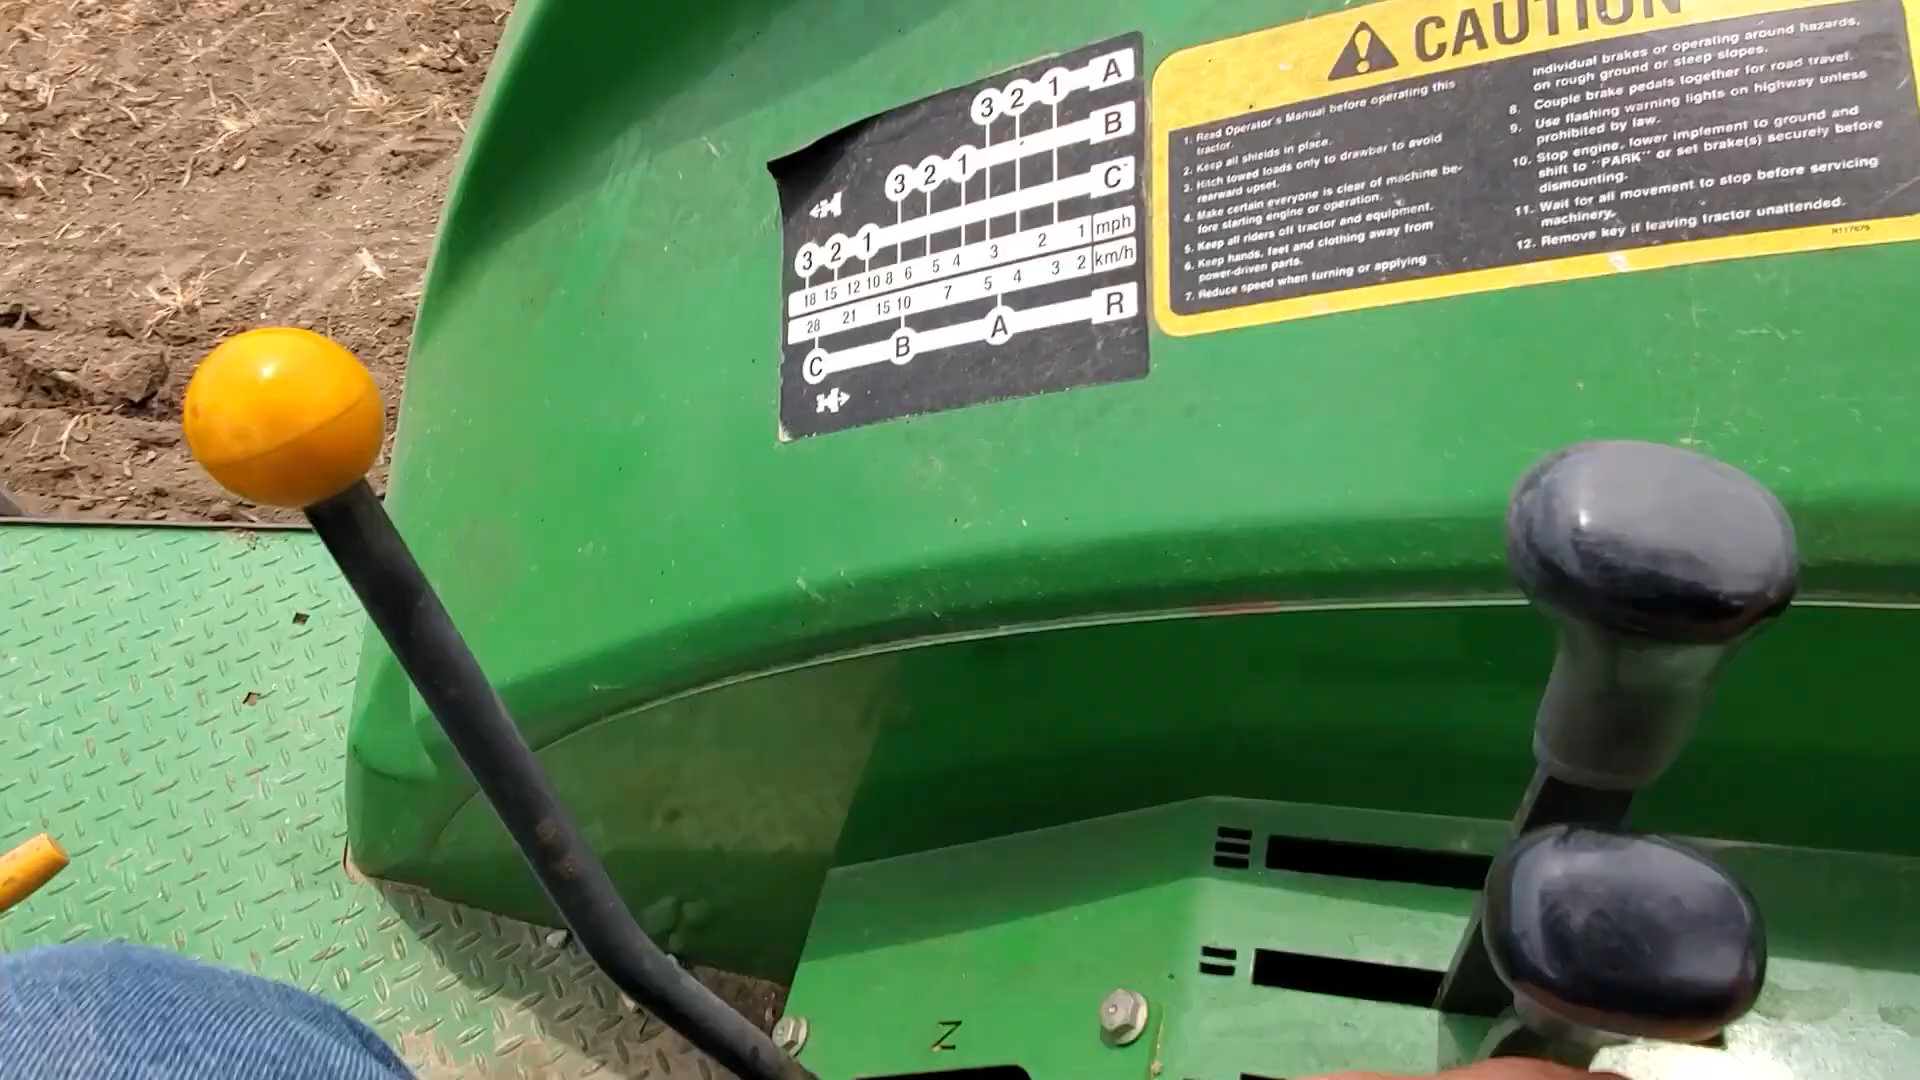 3 2 1 A
3 2 1 B
3 2 1 C
18 15 12 10 8 6 5 4 3 2 1 mph
28 21 15 10 7 5 4 3 2 km/h
C B A R
CAUTION
1. Read Operator's Manual before operating this
tractor.
2. Keep all shields in place.
3. Hitch towed loads only to drawbar to avoid
rearward upset.
4. Make certain everyone is clear of machine be-
fore starting engine or operation.
5. Keep all riders off tractor and equipment.
6. Keep hands, feet and clothing away from
power-driven parts.
7. Reduce speed when turning or applying
individual brakes or operating around hazards,
on rough ground or steep slopes.
8. Couple brake pedals together for road travel.
9. Use flashing warning lights on highway unless
prohibited by law.
10. Stop engine, lower implement to ground and
shift to "PARK" or set brake(s) securely before
dismounting.
11. Wait for all movement to stop before servicing
machinery.
12. Remove key if leaving tractor unattended.
R117679
N